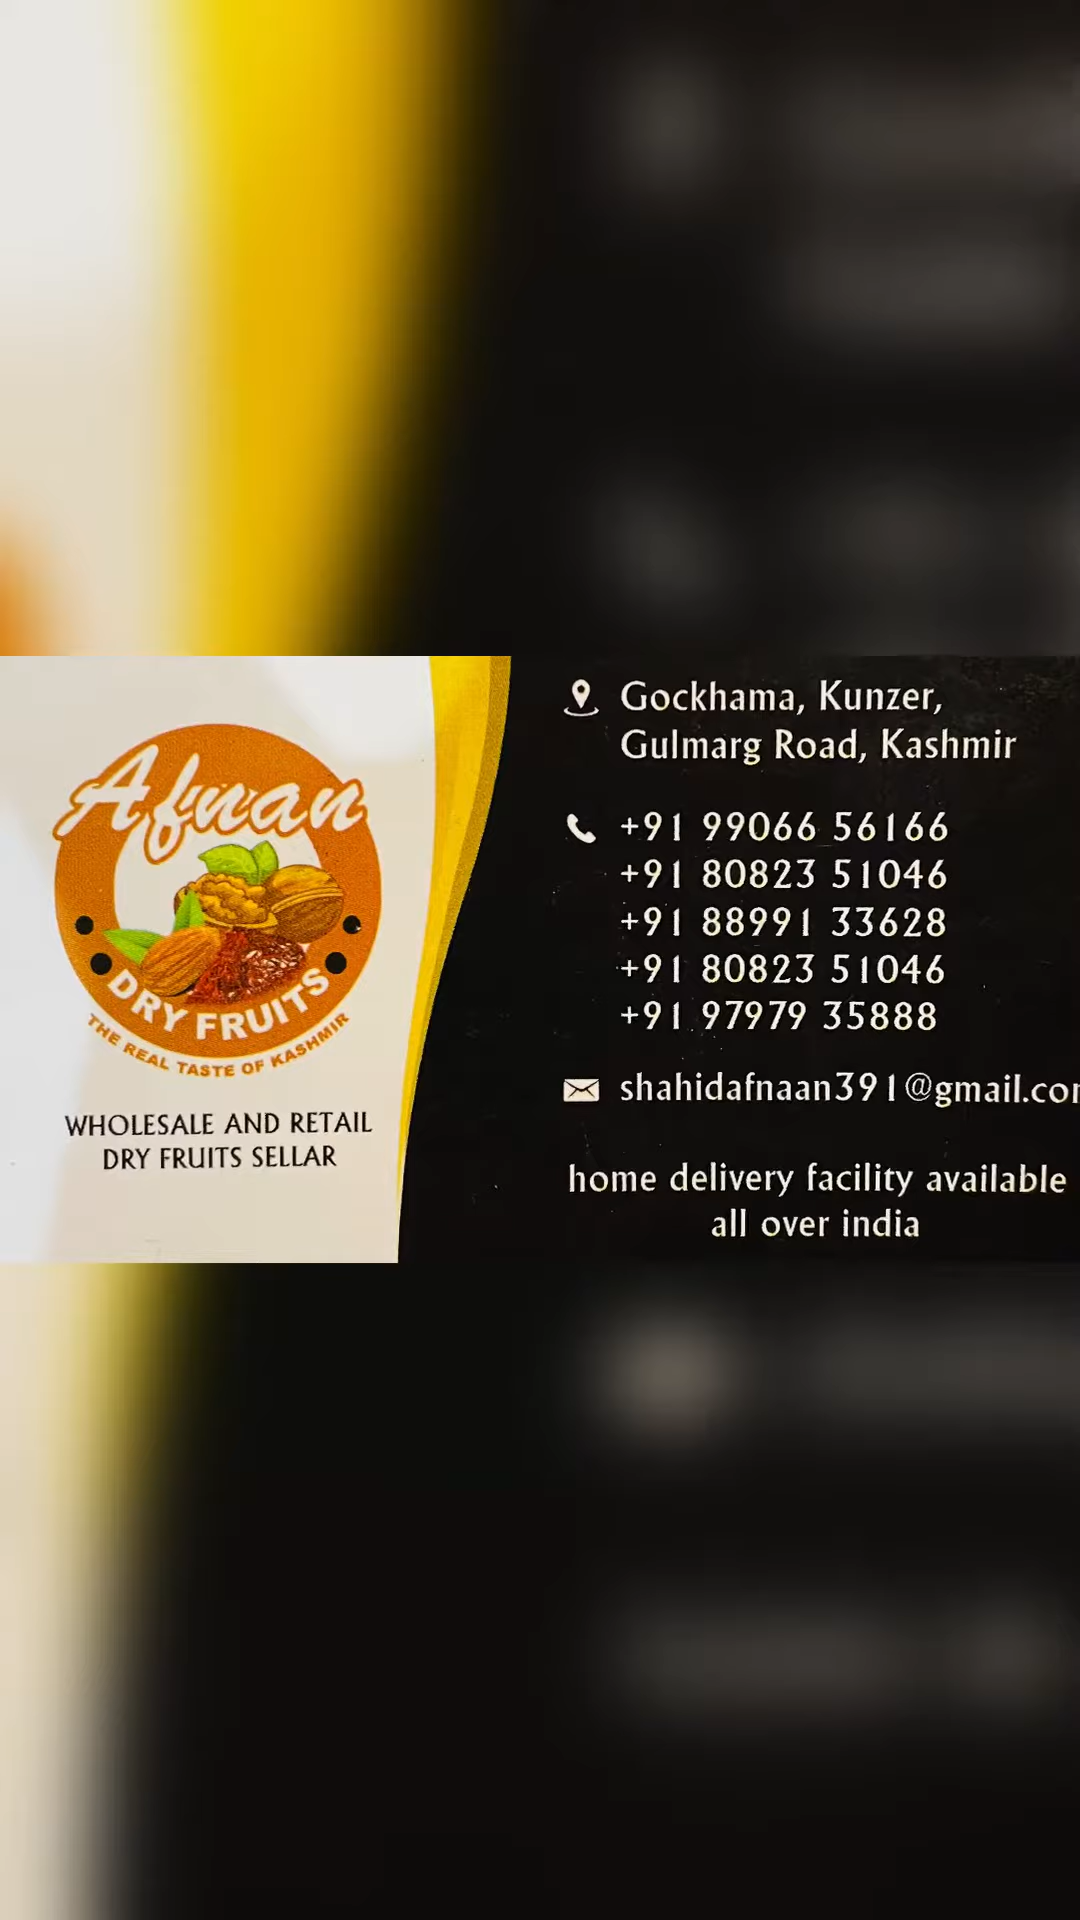 Afnan
DRY FRUITS
THE REAL TASTE OF KASHMIR
WHOLESALE AND RETAIL
DRY FRUITS SELLAR
Gockhama, Kunzer,
Gulmarg Road, Kashmir
+91 99066 56166
+91 80823 51046
+91 88991 33628
+91 80823 51046
+91 97979 35888
shahidafnaan391@gmail.com
home delivery facility available
all over india